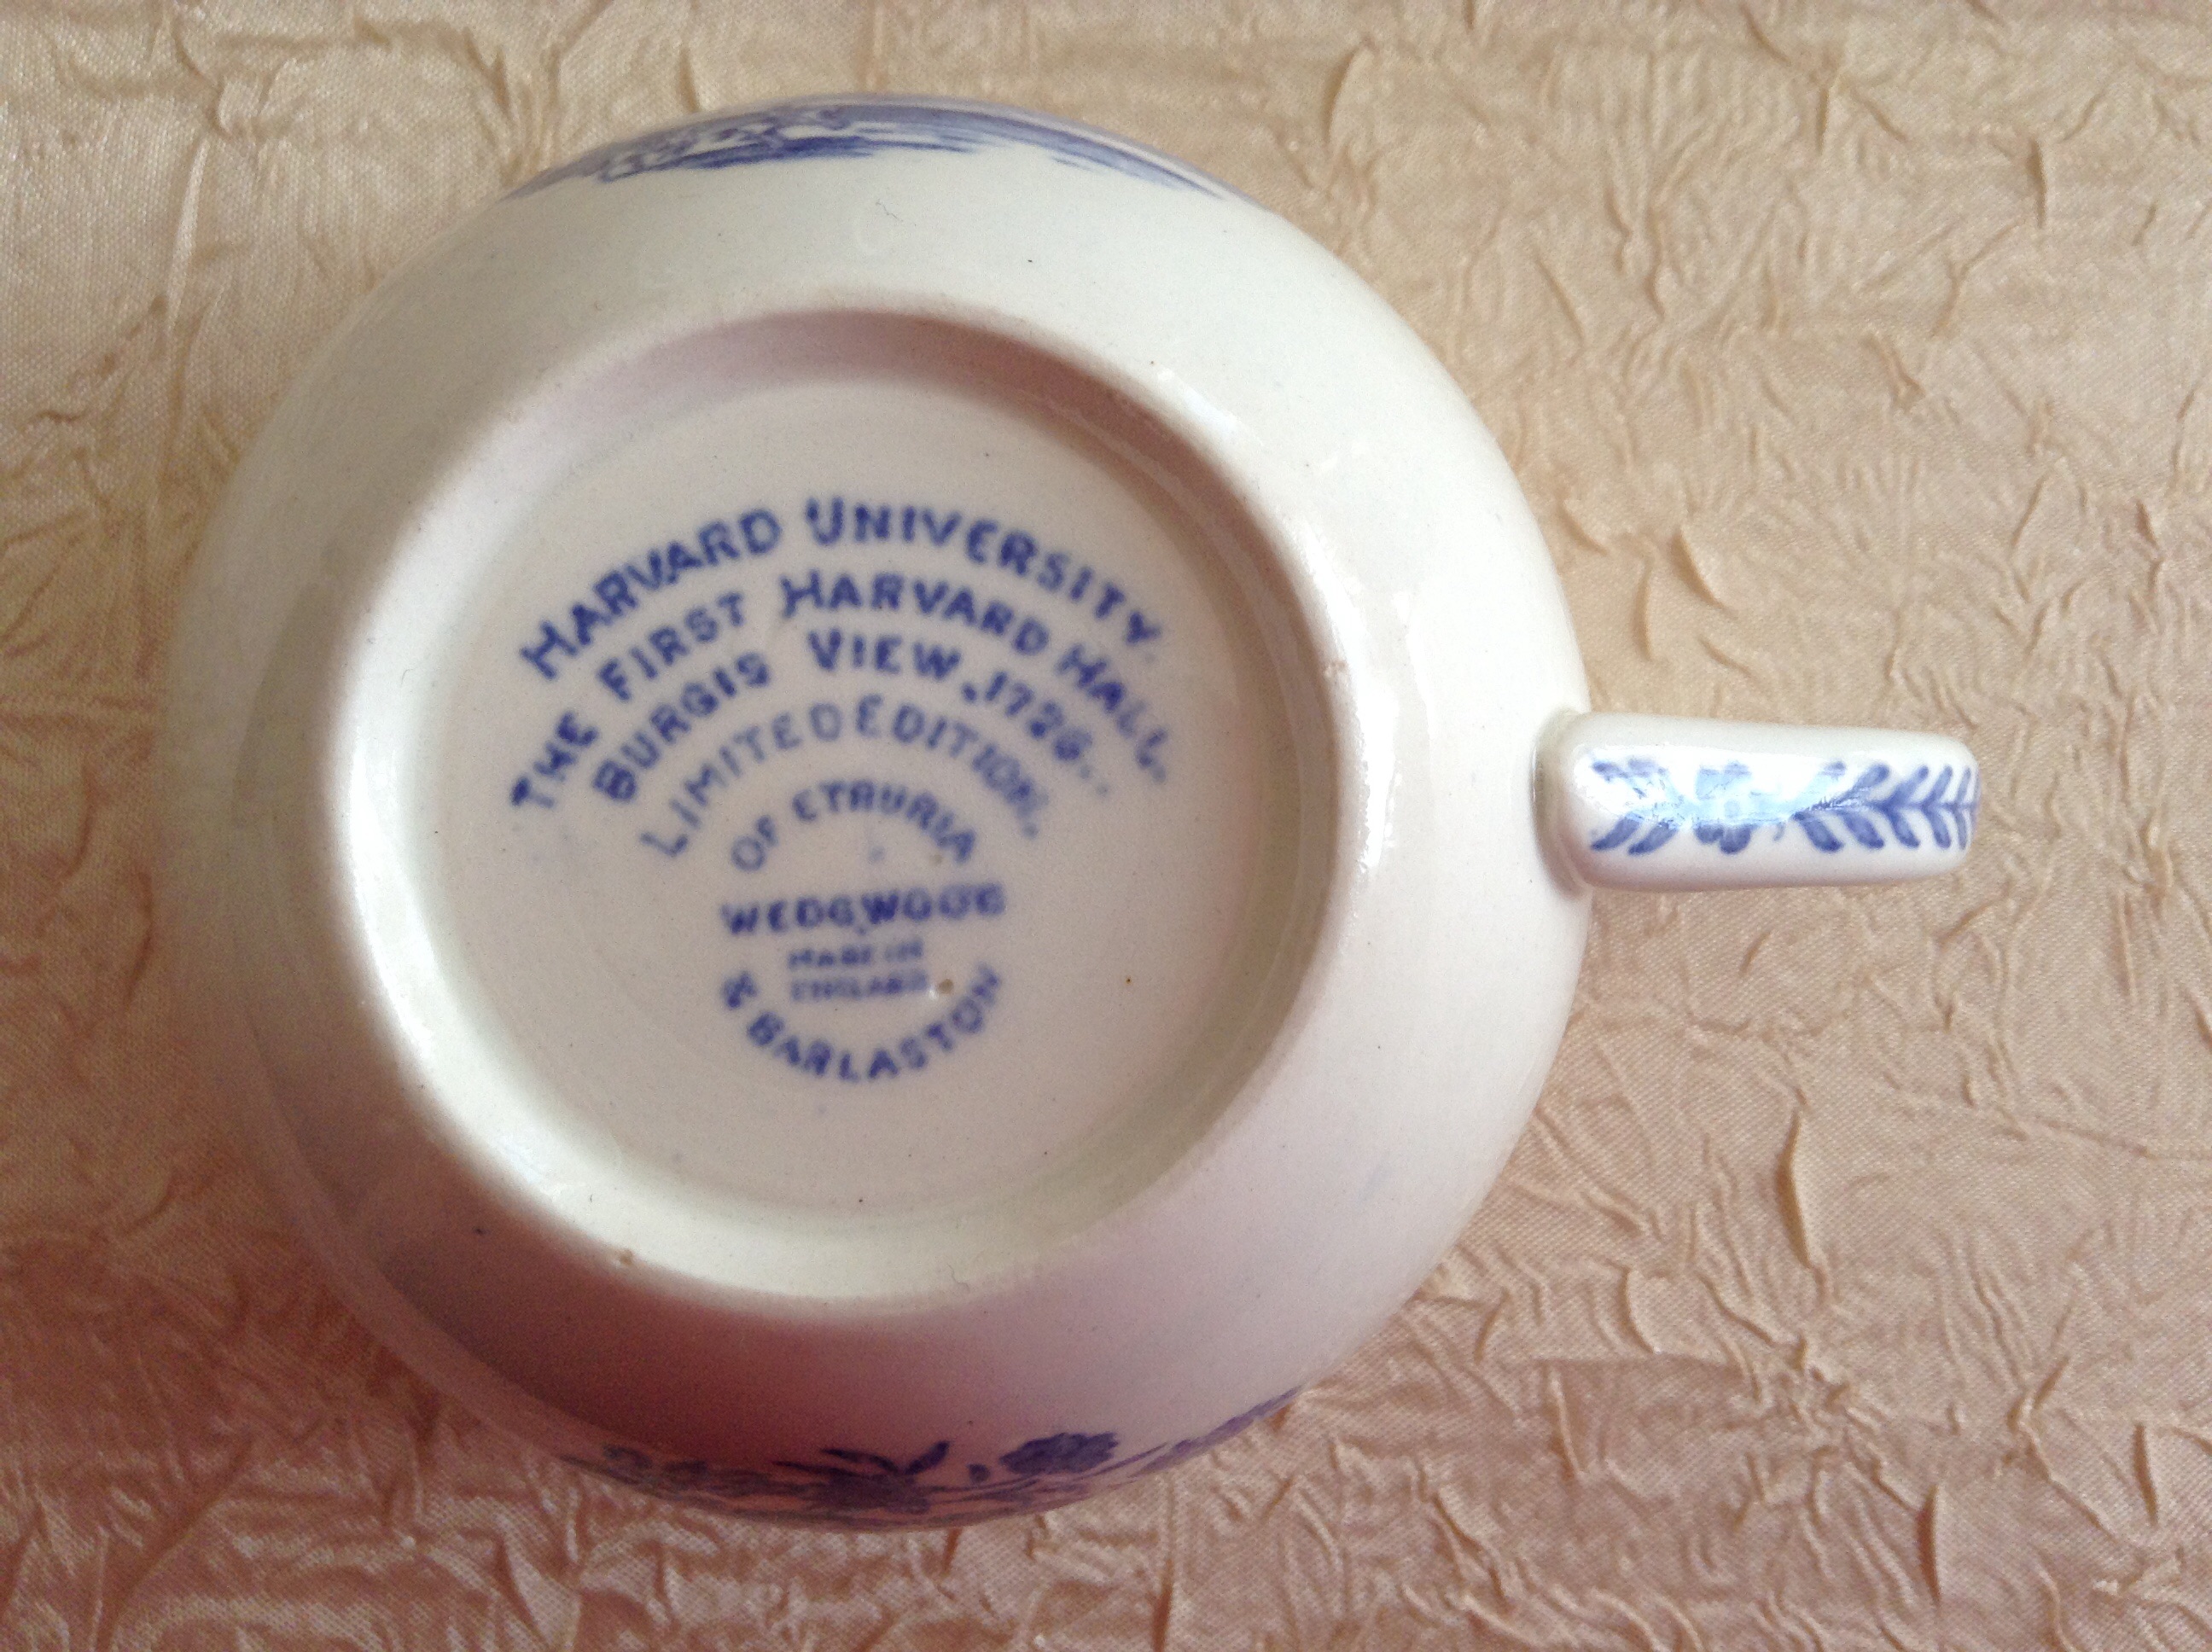 HARVARD UNIVERSITY.
THE FIRST HARVARD HALL.
BURGIS VIEW, 1726.
LIMITED EDITION.
OF ETRURIA
WEDGWOOD
MADE IN
ENGLAND
& BARLASTON